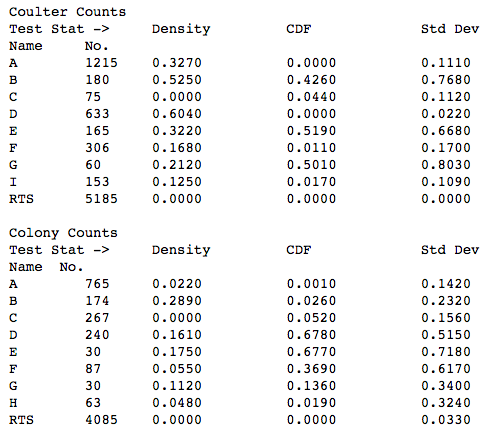 Coulter Counts
Test Stat -> Density CDF Std Dev
Name No.
A 1215 0.3270 0.0000 0.1110
B 180 0.5250 0.4260 0.7680
C 75 0.0000 0.0440 0.1120
D 633 0.6040 0.0000 0.0220
E 165 0.3220 0.5190 0.6680
F 306 0.1680 0.0110 0.1700
G 60 0.2120 0.5010 0.8030
I 153 0.1250 0.0170 0.1090
RTS 5185 0.0000 0.0000 0.0000
Colony Counts
Test Stat -> Density CDF Std Dev
Name No.
A 765 0.0220 0.0010 0.1420
B 174 0.2890 0.0260 0.2320
C 267 0.0000 0.0520 0.1560
D 240 0.1610 0.6780 0.5150
E 30 0.1750 0.6770 0.7180
F 87 0.0550 0.3690 0.6170
G 30 0.1120 0.1360 0.3400
H 63 0.0480 0.0190 0.3240
RTS 4085 0.0000 0.0000 0.0330